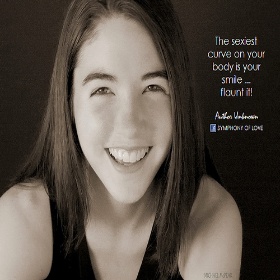 The sexiest
curve on your
body is your
smile ...
flaunt it!
Author Unknown
SYMPHONY OF LOVE